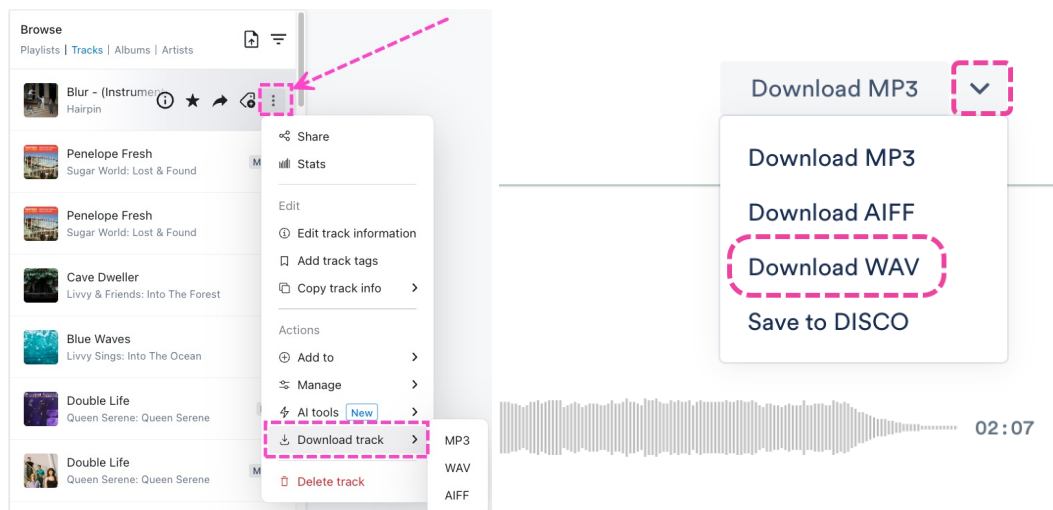 Browse
Playlists | Tracks | Albums | Artists
Blur - (Instrumen
Hairpin
Penelope Fresh
M
Sugar World: Lost & Found
Penelope Fresh
Sugar World: Lost & Found
Cave Dweller
Livvy & Friends: Into The Forest
Blue Waves
Livvy Sings: Into The Ocean
Double Life
Queen Serene: Queen Serene
Double Life
M
Queen Serene: Queen Serene
Share
Stats
Edit
Edit track information
Add track tags
Copy track info
Actions
Add to
Manage
AI tools New
Download track
Delete track
MP3
WAV
AIFF
Download MP3
Download MP3
Download AIFF
Download WAV
Save to DISCO
02:07